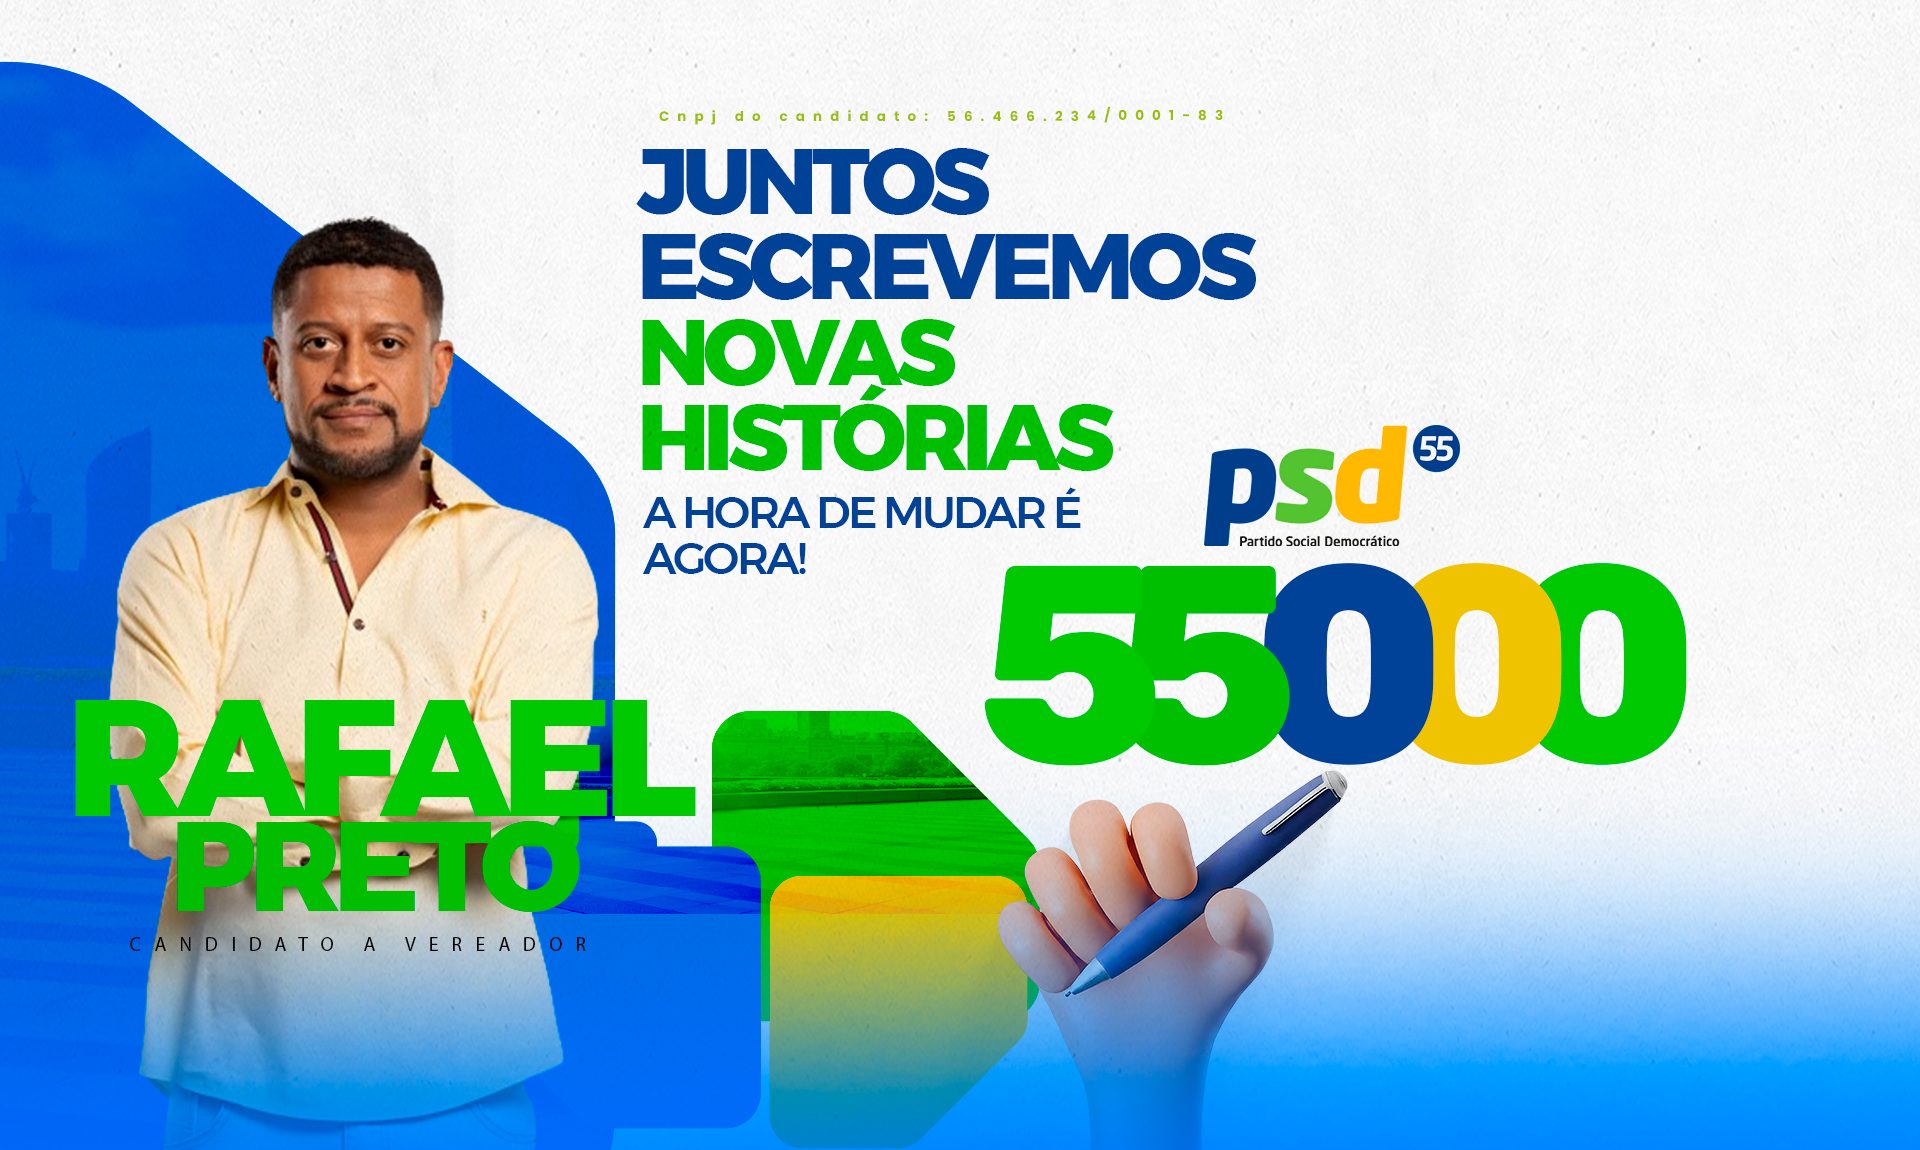 Cnpj do candidato: 56.466.234/0001-83
JUNTOS
ESCREVEMOS
NOVAS
HISTÓRIAS
A HORA DE MUDAR É
AGORA!
psd 55
Partido Social Democrático
55000
RAFAEL
PRETO
CANDIDATO A VEREADOR